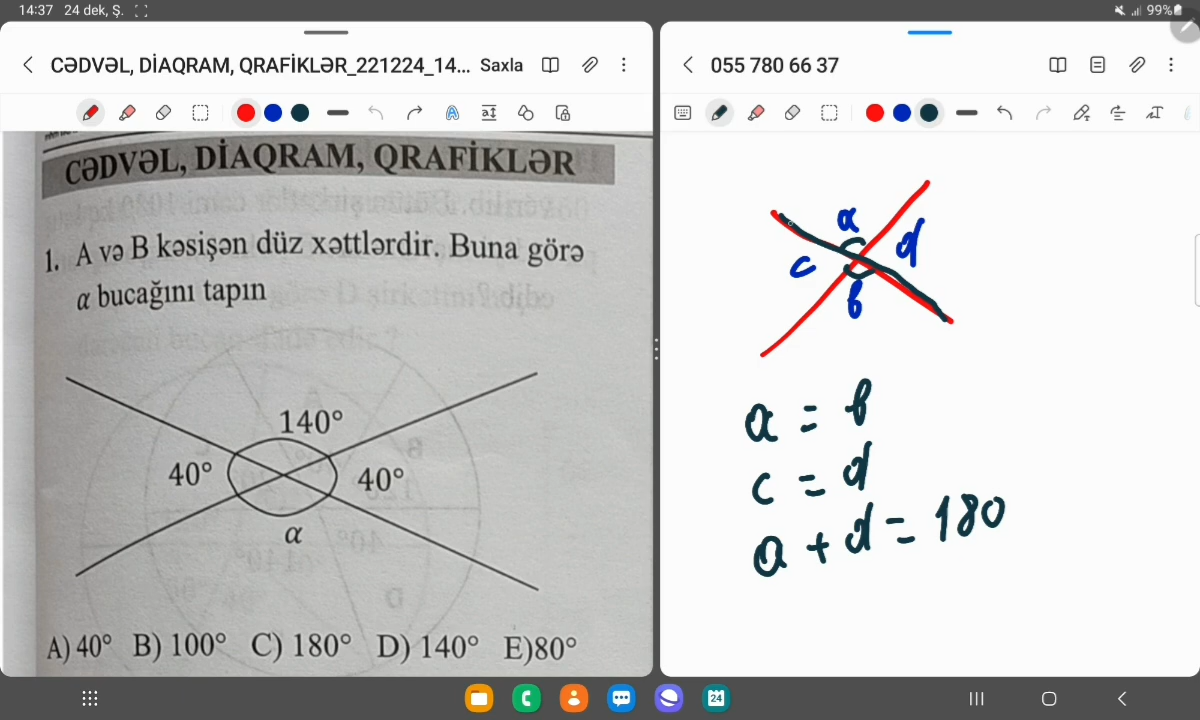 14:37 24 dek, Ş. 99%
CƏDVƏL, DİAQRAM, QRAFİKLƏR_221224_14... Saxla
055 780 66 37
CƏDVƏL, DİAQRAM, QRAFİKLƏR
1. A və B kəsişən düz xəttlərdir. Buna görə
α bucağını tapın
140°
40° 40°
α
A) 40° B) 100° C) 180° D) 140° E)80°
a
c d
b
a = b
c = d
a + d = 180
24